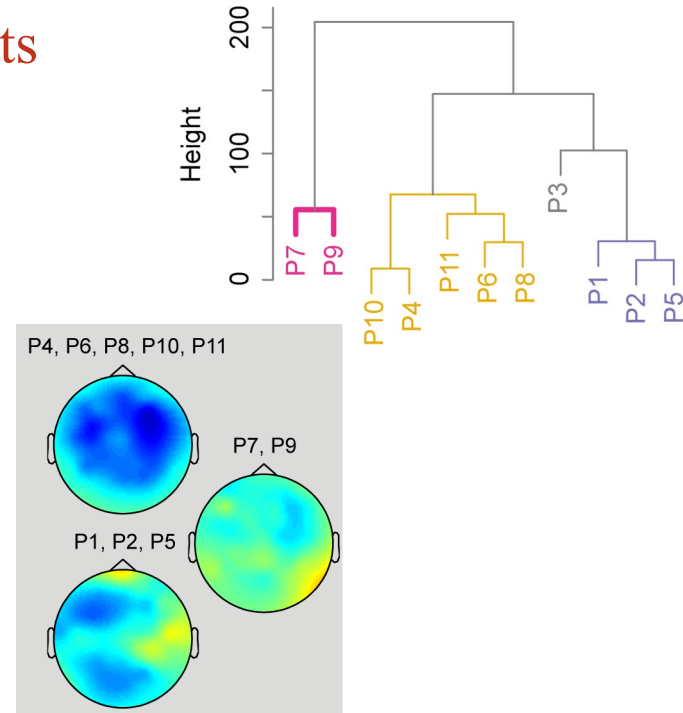 ts
Height
200
100
0
P7
P9
P10
P4
P11
P6
P8
P3
P1
P2
P5
P4, P6, P8, P10, P11
P7, P9
P1, P2, P5